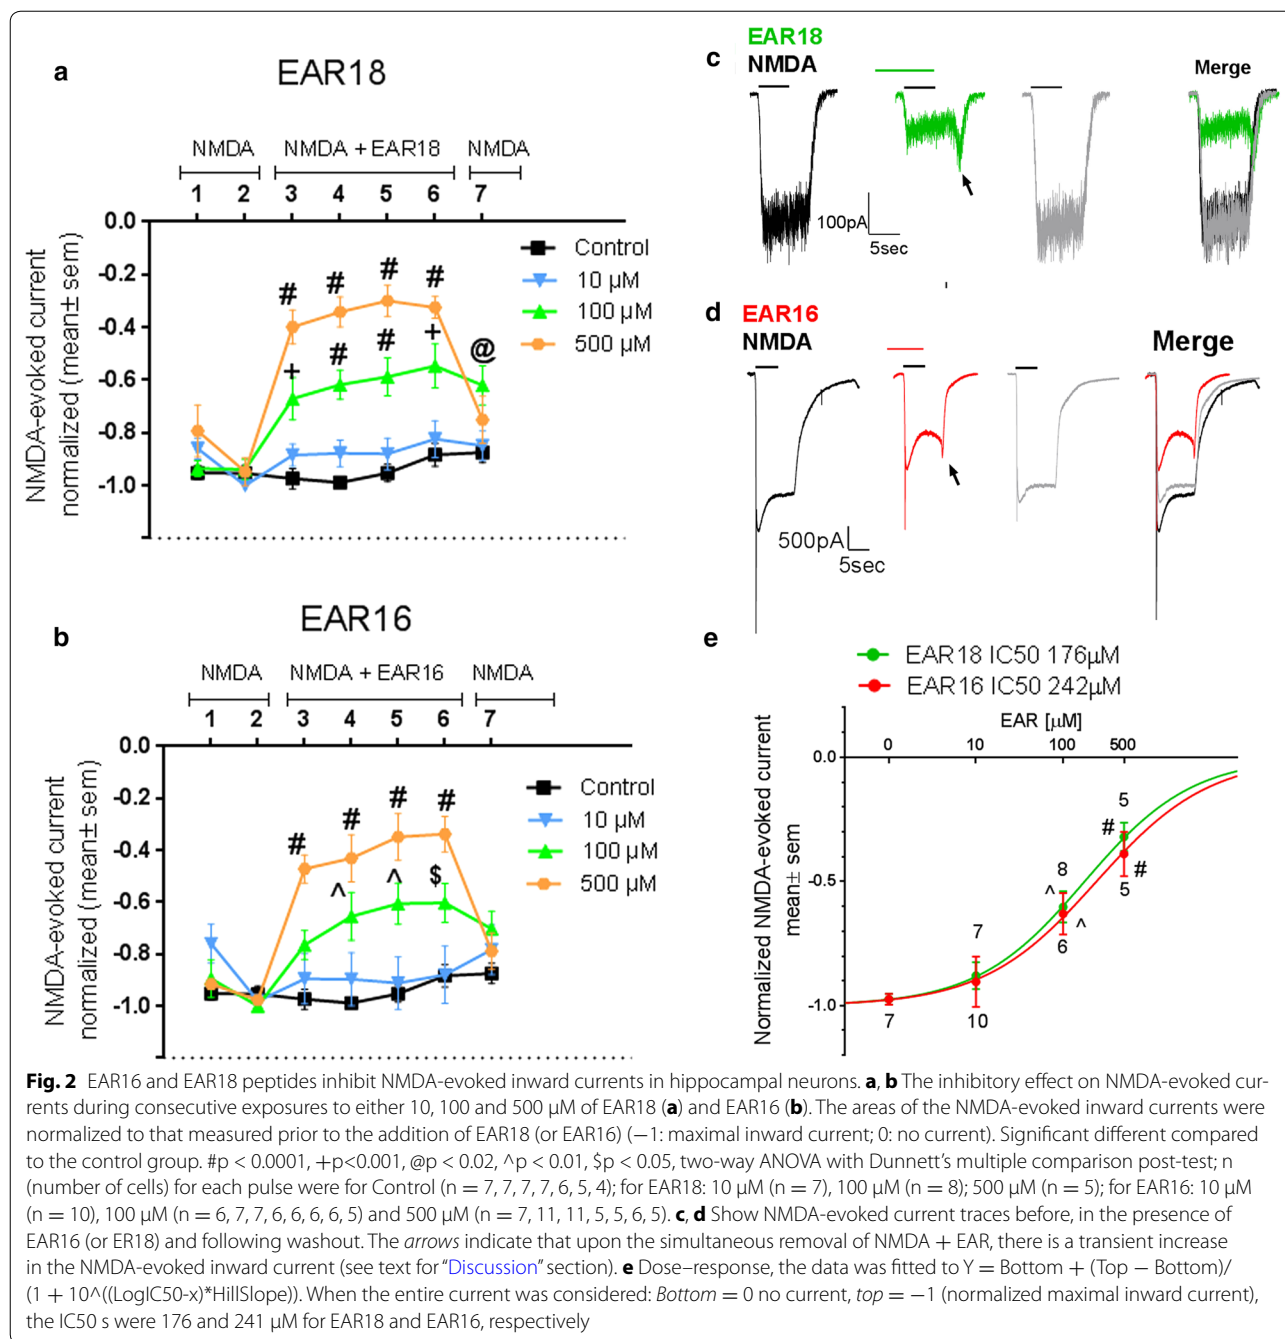 a
EAR18
NMDA NMDA + EAR18 NMDA
1 2 3 4 5 6 7
0.0
-0.2
-0.4
-0.6
-0.8
-1.0
NMDA-evoked current
normalized (mean± sem)
# # # #
+ # # +
@
Control
10 µM
100 µM
500 µM
b
EAR16
NMDA NMDA + EAR16 NMDA
1 2 3 4 5 6 7
0.0
-0.2
-0.4
-0.6
-0.8
-1.0
NMDA-evoked current
normalized (mean± sem)
# # # #
^ ^ $
Control
10 µM
100 µM
500 µM
c
EAR18
NMDA
Merge
100pA
5sec
d
EAR16
NMDA
Merge
500pA
5sec
e
EAR18 IC50 176µM
EAR16 IC50 242µM
EAR [µM]
0 10 100 500
0.0
-0.5
-1.0
Normalized NMDA-evoked current
mean± sem
5
#
#
5
8
^
^
6
7
10
7
Fig. 2 EAR16 and EAR18 peptides inhibit NMDA-evoked inward currents in hippocampal neurons. a, b The inhibitory effect on NMDA-evoked cur-
rents during consecutive exposures to either 10, 100 and 500 µM of EAR18 (a) and EAR16 (b). The areas of the NMDA-evoked inward currents were
normalized to that measured prior to the addition of EAR18 (or EAR16) (−1: maximal inward current; 0: no current). Significant different compared
to the control group. #p < 0.0001, +p<0.001, @p < 0.02, ^p < 0.01, $p < 0.05, two-way ANOVA with Dunnett's multiple comparison post-test; n
(number of cells) for each pulse were for Control (n = 7, 7, 7, 7, 6, 5, 4); for EAR18: 10 µM (n = 7), 100 µM (n = 8); 500 µM (n = 5); for EAR16: 10 µM
(n = 10), 100 µM (n = 6, 7, 7, 6, 6, 6, 6, 5) and 500 µM (n = 7, 11, 11, 5, 5, 6, 5). c, d Show NMDA-evoked current traces before, in the presence of
EAR16 (or ER18) and following washout. The arrows indicate that upon the simultaneous removal of NMDA + EAR, there is a transient increase
in the NMDA-evoked inward current (see text for "Discussion" section). e Dose–response, the data was fitted to Y = Bottom + (Top − Bottom)/
(1 + 10^((LogIC50-x)*HillSlope)). When the entire current was considered: Bottom = 0 no current, top = −1 (normalized maximal inward current),
the IC50 s were 176 and 241 µM for EAR18 and EAR16, respectively